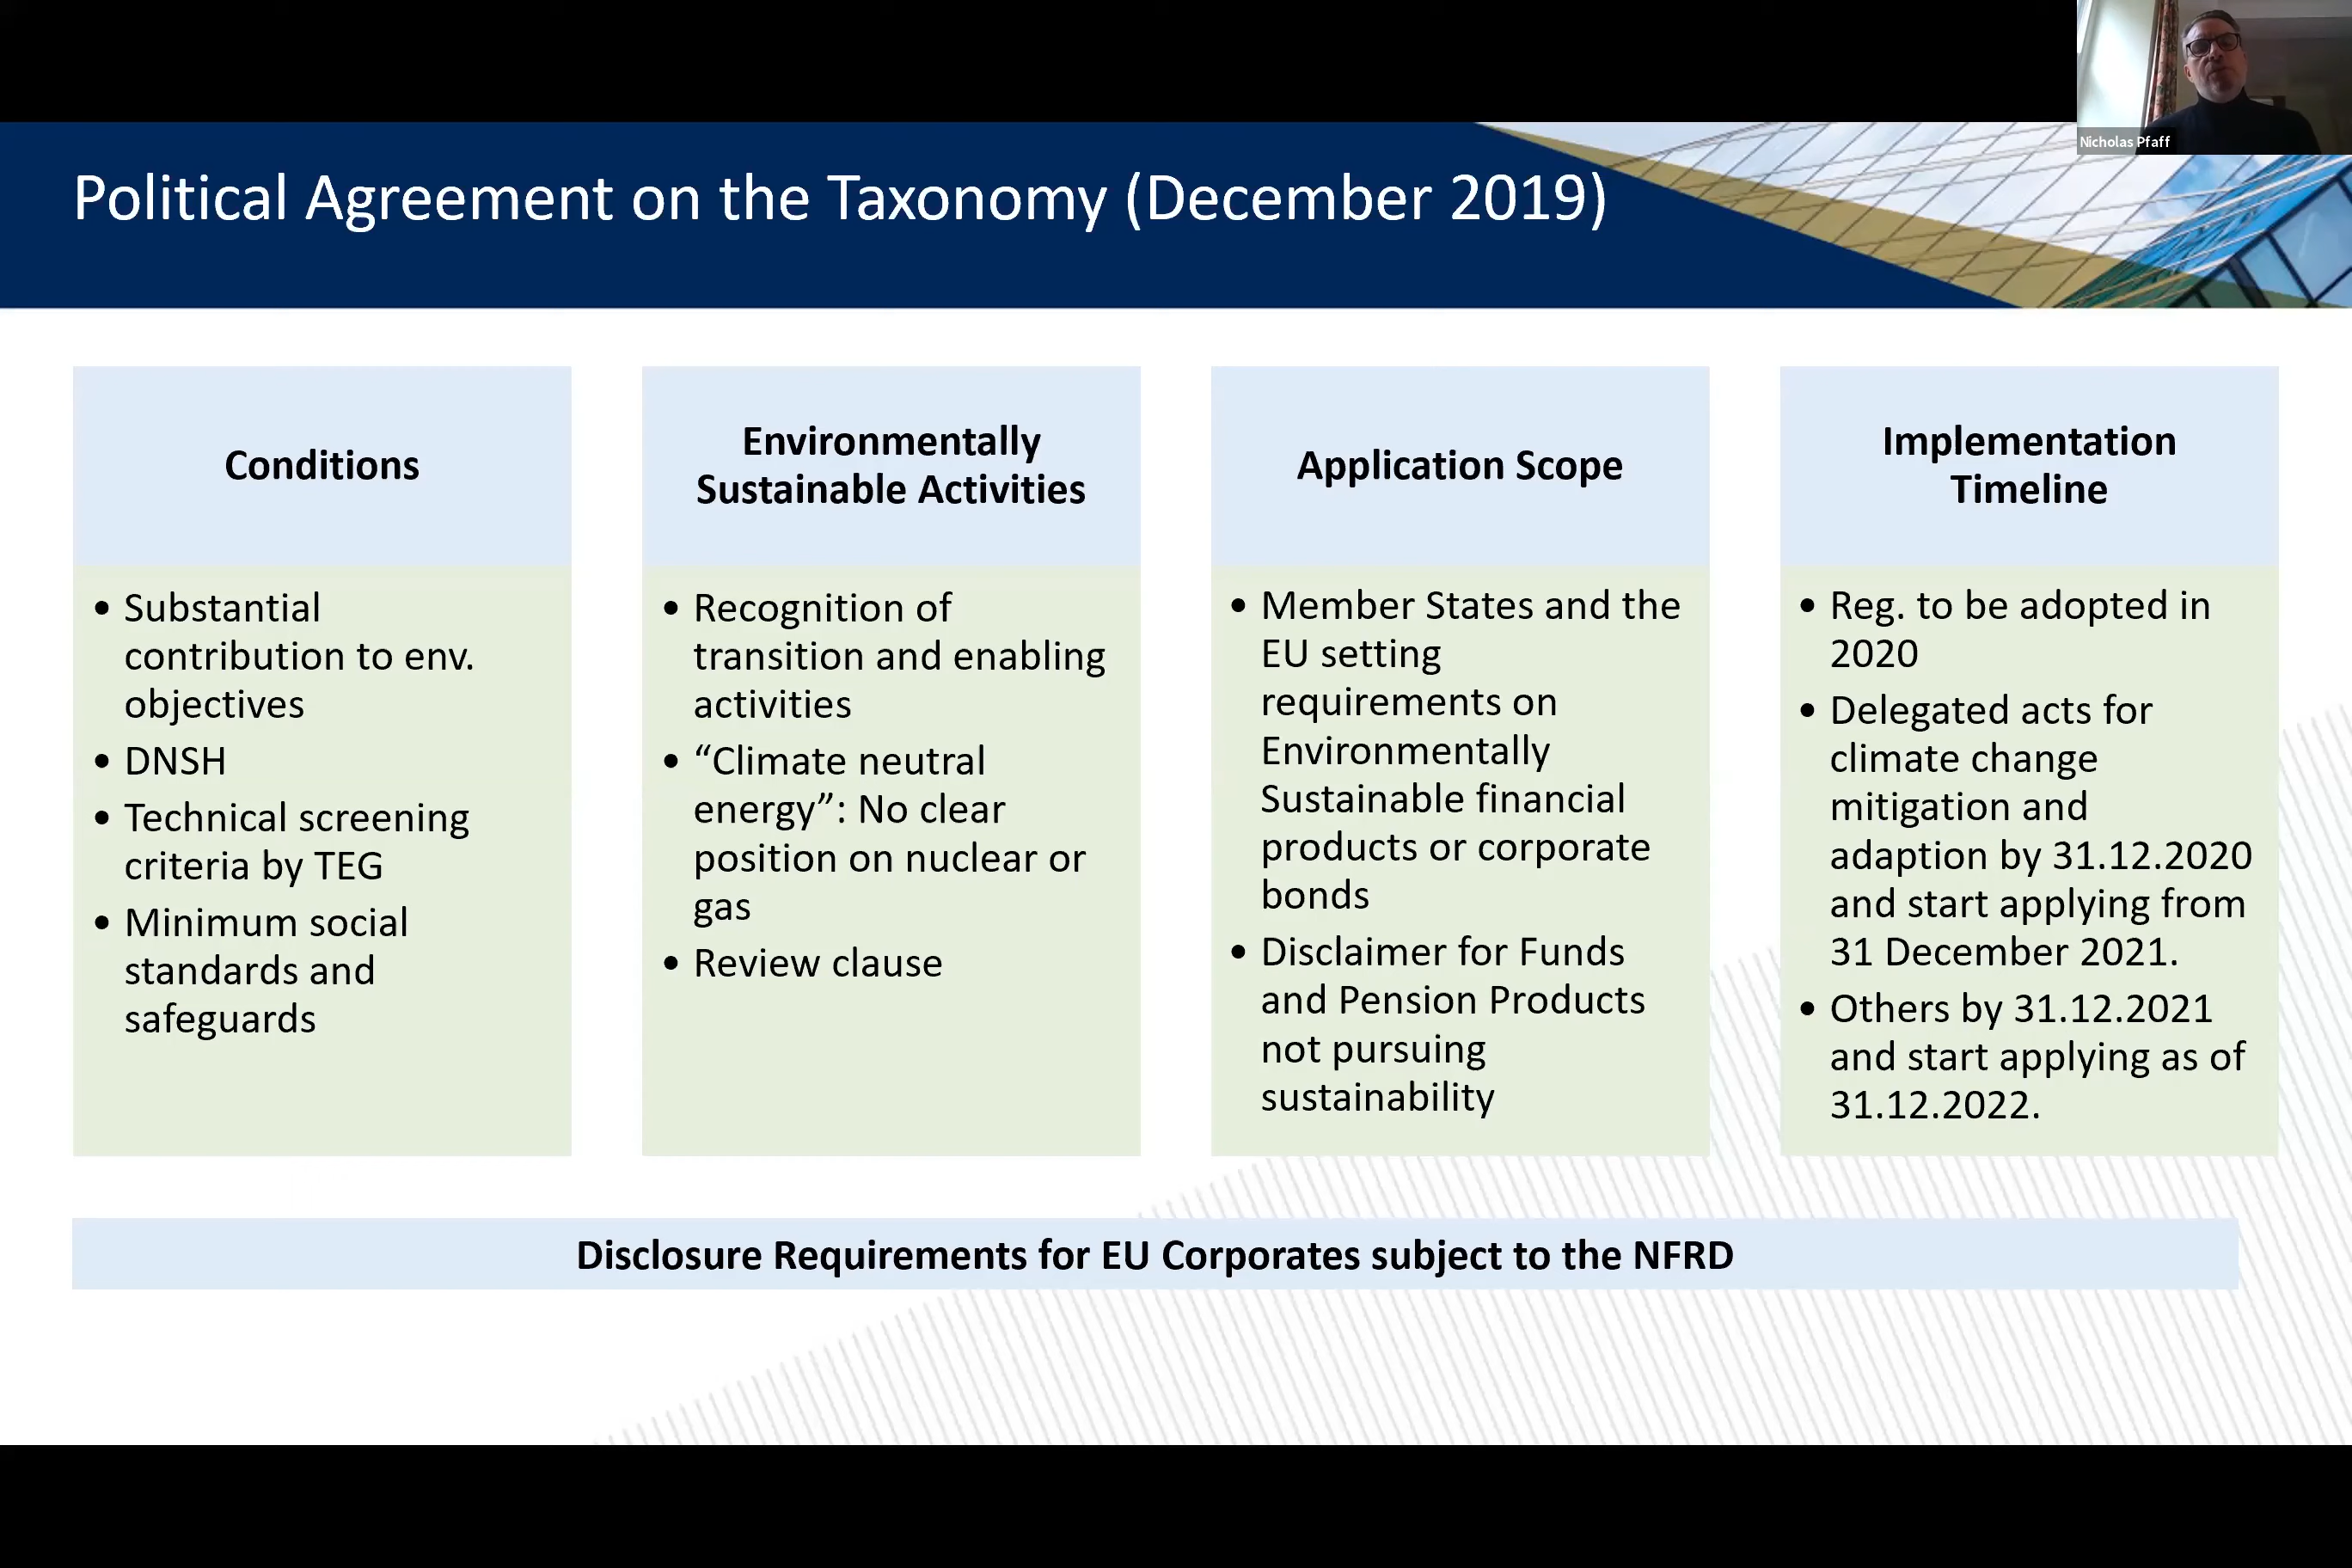 Nicholas Pfaff
Political Agreement on the Taxonomy (December 2019)
Conditions
• Substantial
contribution to env.
objectives
• DNSH
• Technical screening
criteria by TEG
• Minimum social
standards and
safeguards
Environmentally
Sustainable Activities
• Recognition of
transition and enabling
activities
• “Climate neutral
energy”: No clear
position on nuclear or
gas
• Review clause
Application Scope
• Member States and the
EU setting
requirements on
Environmentally
Sustainable financial
products or corporate
bonds
• Disclaimer for Funds
and Pension Products
not pursuing
sustainability
Implementation
Timeline
• Reg. to be adopted in
2020
• Delegated acts for
climate change
mitigation and
adaption by 31.12.2020
and start applying from
31 December 2021.
• Others by 31.12.2021
and start applying as of
31.12.2022.
Disclosure Requirements for EU Corporates subject to the NFRD